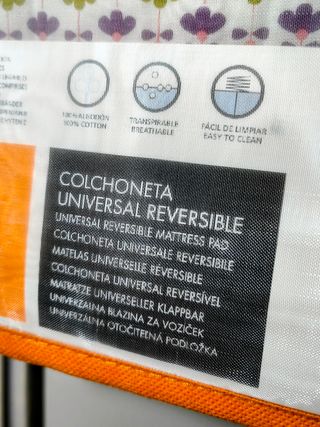 100% ALGODÓN
100% COTTON
TRANSPIRABLE
BREATHABLE
FÁCIL DE LIMPIAR
EASY TO CLEAN
COLCHONETA
UNIVERSAL REVERSIBLE
UNIVERSAL REVERSIBLE MATTRESS PAD
COLCHONETA UNIVERSALE REVERSIBILE
MATELAS UNIVERSELLE REVERSIBLE
COLCHONETA UNIVERSAL REVERSÍVEL
MATRATZE UNIVERSELLER KLAPPBAR
UNIVERZALNA BLAZINA ZA VOZIČEK
UNIVERZÁLNA OTOČITEĽNÁ PODLOŽKA